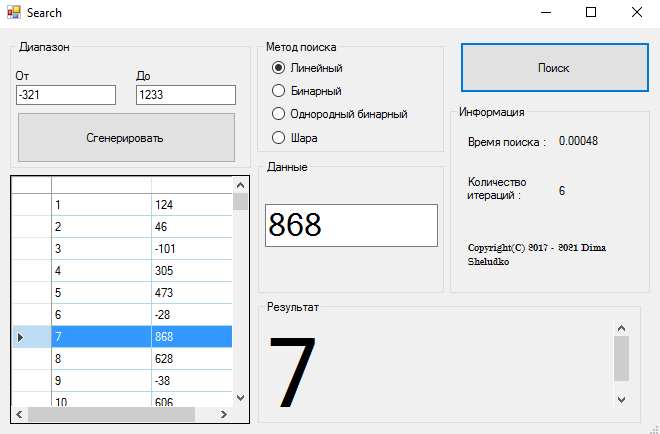 Search
Диапазон
От До
-321 1233
Сгенерировать
Метод поиска
Линейный
Бинарный
Однородный бинарный
Шара
Поиск
Данные
868
Информация
Время поиска : 0.00048
Количество
итераций : 6
Copyright(C) 2017 - 2021 Dima
Sheludko
1 124
2 46
3 -101
4 305
5 473
6 -28
7 868
8 628
9 -38
10 606
Результат
7